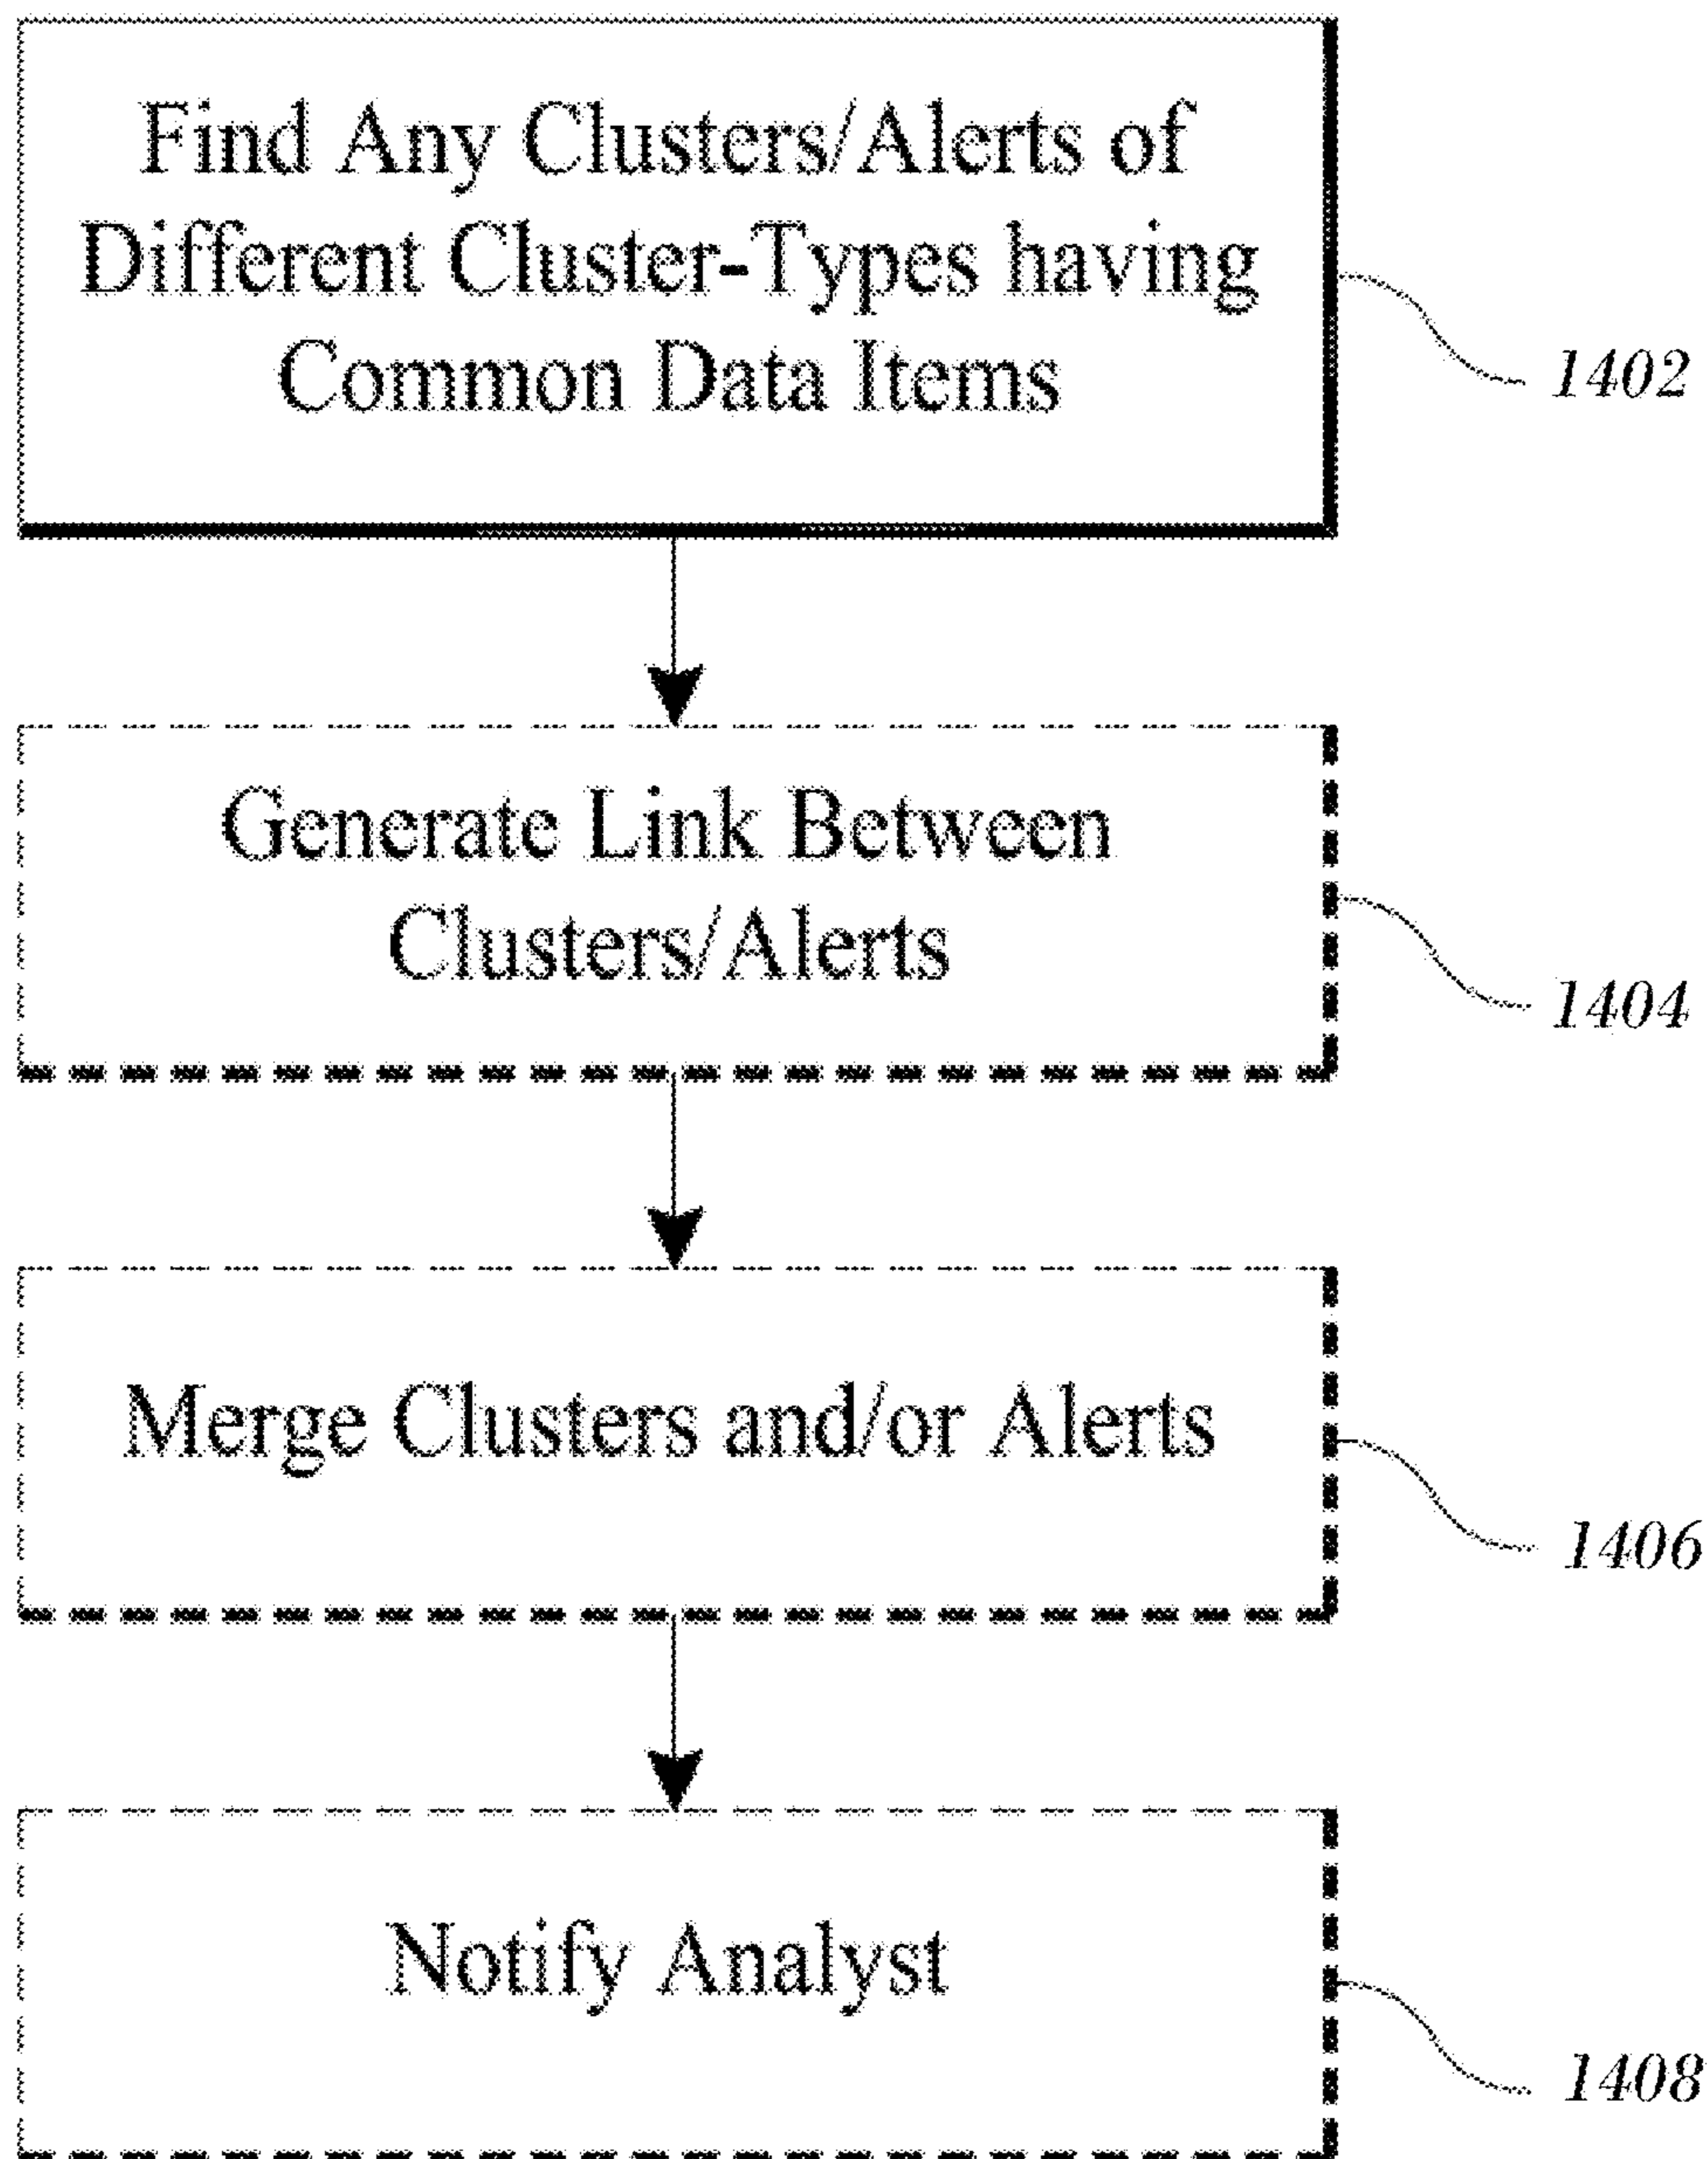 Find Any Clusters/Alerts of
Different Cluster-Types having
Common Data Items
1402
Generate Link Between
Clusters/Alerts
1404
Merge Clusters and/or Alerts
1406
Notify Analyst
1408